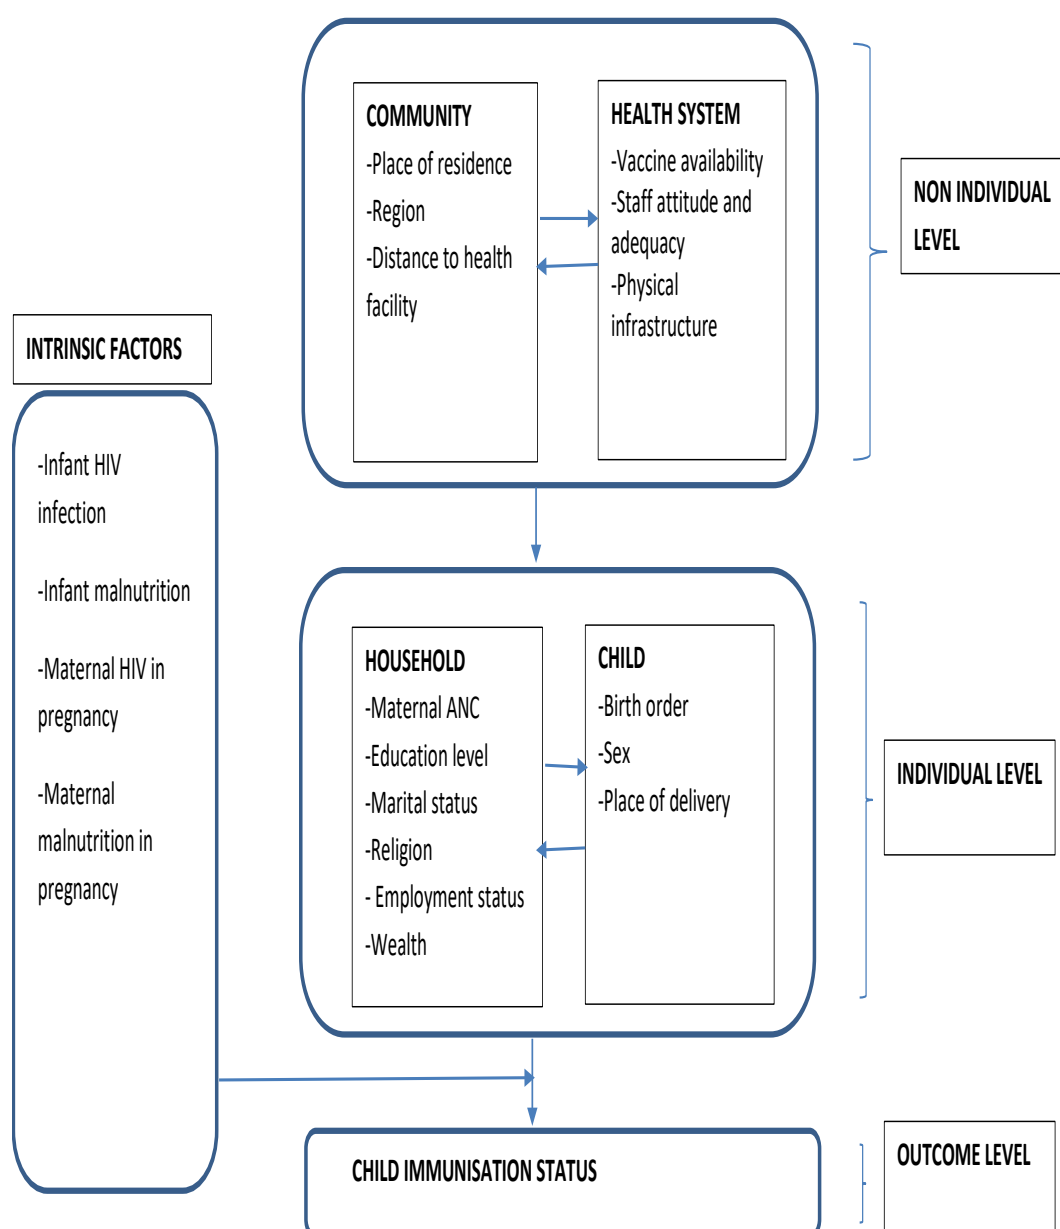 COMMUNITY
-Place of residence
-Region
-Distance to health
facility
HEALTH SYSTEM
-Vaccine availability
-Staff attitude and
adequacy
-Physical
infrastructure
NON INDIVIDUAL
LEVEL
INTRINSIC FACTORS
-Infant HIV
infection
-Infant malnutrition
-Maternal HIV in
pregnancy
-Maternal
malnutrition in
pregnancy
HOUSEHOLD
-Maternal ANC
-Education level
-Marital status
-Religion
- Employment status
-Wealth
CHILD
-Birth order
-Sex
-Place of delivery
INDIVIDUAL LEVEL
CHILD IMMUNISATION STATUS
OUTCOME LEVEL